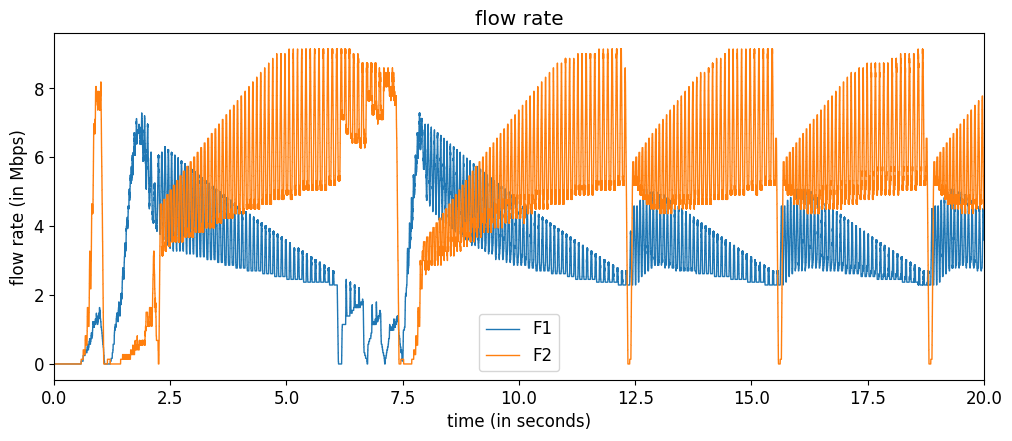 flow rate
flow rate (in Mbps)
8
6
4
2
0
F1
F2
0.0 2.5 5.0 7.5 10.0 12.5 15.0 17.5 20.0
time (in seconds)